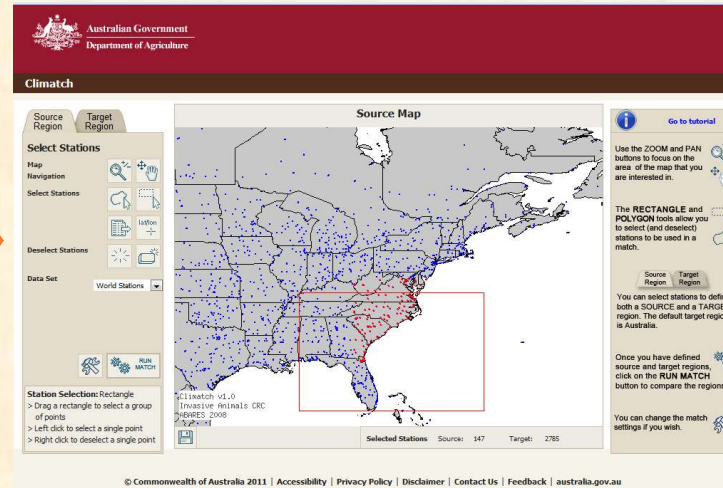 Australian Government
Department of Agriculture
Climatch
Source Region
Target Region
Select Stations
Map Navigation
Select Stations
lat/lon
Deselect Stations
Data Set
World Stations
RUN MATCH
Station Selection: Rectangle
> Drag a rectangle to select a group
of points
> Left click to select a single point
> Right click to deselect a single point
Source Map
Climatch v1.0
Invasive Animals CRC
ABARES 2008
Selected Stations Source: 147 Target: 2785
Go to tutorial
Use the ZOOM and PAN
buttons to focus on the
area of the map that you
are interested in.
The RECTANGLE and
POLYGON tools allow you
to select (and deselect)
stations to be used in a
match.
Source Region
Target Region
You can select stations to defin
both a SOURCE and a TARGE
region. The default target regio
is Australia.
Once you have defined
source and target regions,
click on the RUN MATCH
button to compare the regions
You can change the match
settings if you wish.
© Commonwealth of Australia 2011 | Accessibility | Privacy Policy | Disclaimer | Contact Us | Feedback | australia.gov.au